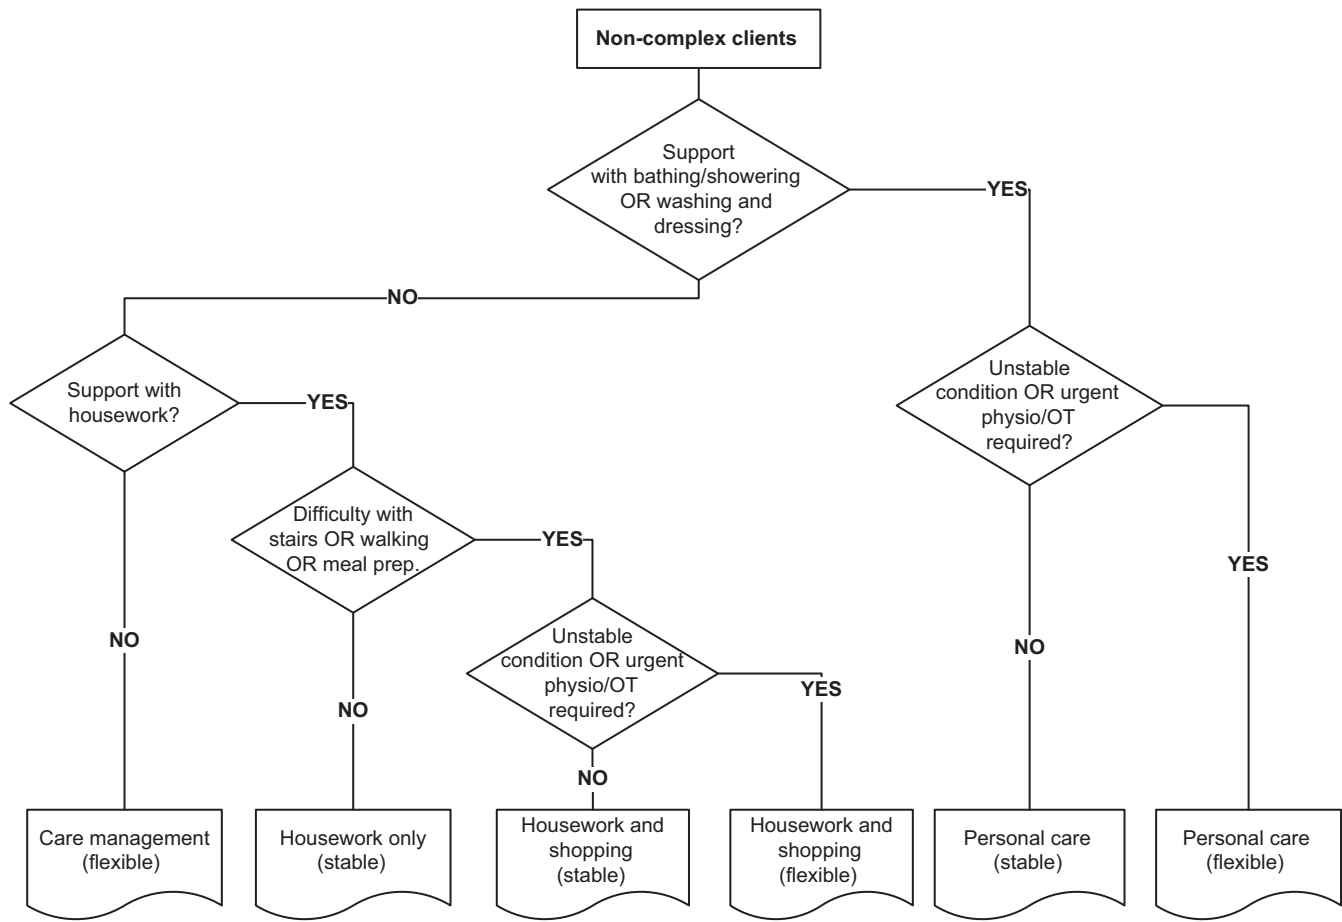 Non-complex clients
Support
with bathing/showering
OR washing and
dressing?
YES
NO
Support with
housework?
YES
Unstable
condition OR urgent
physio/OT
required?
Difficulty with
stairs OR walking
OR meal prep.
YES
YES
NO
Unstable
condition OR urgent
physio/OT
required?
NO
YES
NO
NO
Care management
(flexible)
Housework only
(stable)
Housework and
shopping
(stable)
Housework and
shopping
(flexible)
Personal care
(stable)
Personal care
(flexible)